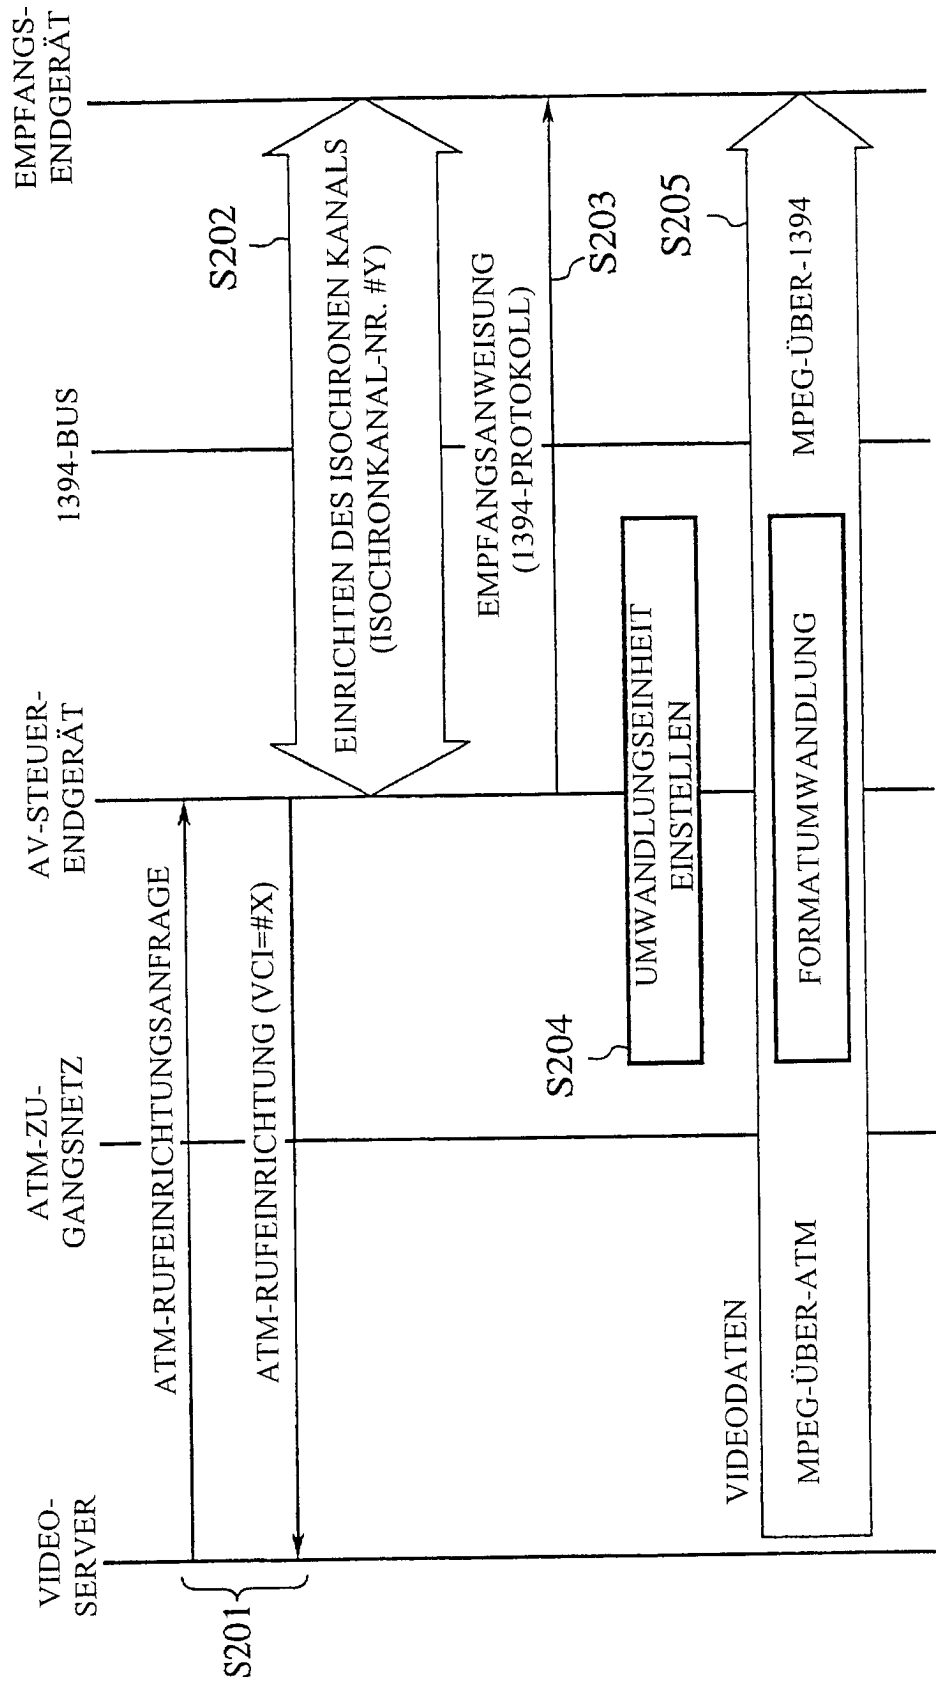 VIDEO-
SERVER
ATM-ZU-
GANGSNETZ
AV-STEUER-
ENDGERÄT
1394-BUS
EMPFANGS-
ENDGERÄT
S201
ATM-RUFEINRICHTUNGSANFRAGE
ATM-RUFEINRICHTUNG (VCI=#X)
S202
EINRICHTEN DES ISOCHRONEN KANALS
(ISOCHRONKANAL-NR. #Y)
EMPFANGSANWEISUNG
(1394-PROTOKOLL)
S203
S204
UMWANDLUNGSEINHEIT
EINSTELLEN
S205
VIDEODATEN
MPEG-ÜBER-ATM
FORMATUMWANDLUNG
MPEG-ÜBER-1394